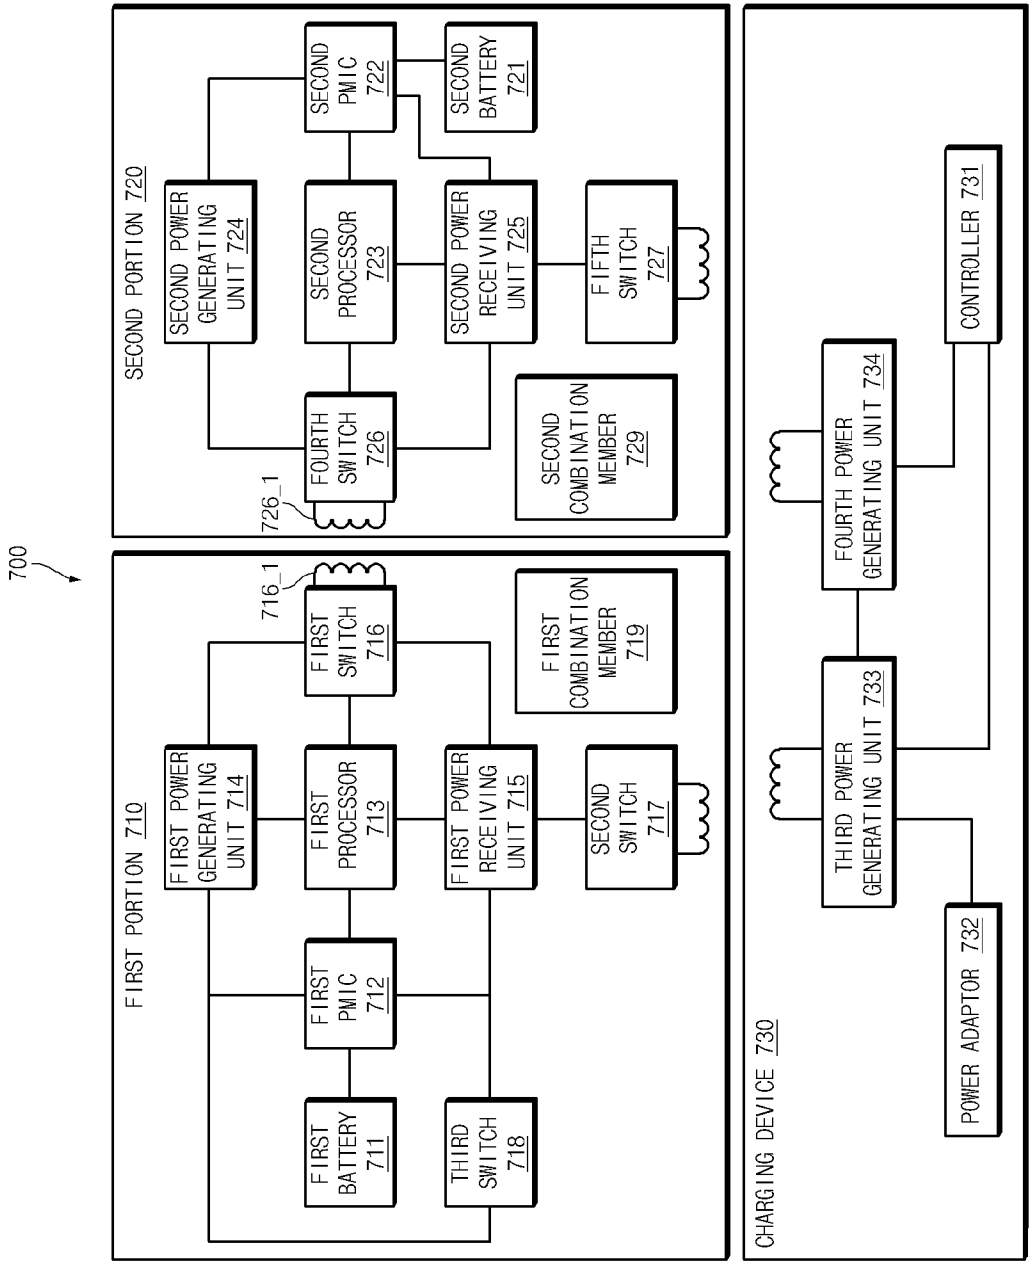 700
FIRST PORTION 710
FIRST POWER
GENERATING
UNIT 714
FIRST
BATTERY
711
FIRST
PMIC
712
FIRST
PROCESSOR
713
FIRST
SWITCH
716
716_1
THIRD
SWITCH
718
FIRST POWER
RECEIVING
UNIT 715
SECOND
SWITCH
717
FIRST
COMBINATION
MEMBER
719
SECOND PORTION 720
SECOND POWER
GENERATING
UNIT 724
726_1
FOURTH
SWITCH
726
SECOND
PROCESSOR
723
SECOND
PMIC
722
SECOND POWER
RECEIVING
UNIT 725
SECOND
BATTERY
721
SECOND
COMBINATION
MEMBER
729
FIFTH
SWITCH
727
CHARGING DEVICE 730
THIRD POWER
GENERATING UNIT 733
FOURTH POWER
GENERATING UNIT 734
POWER ADAPTOR 732
CONTROLLER 731